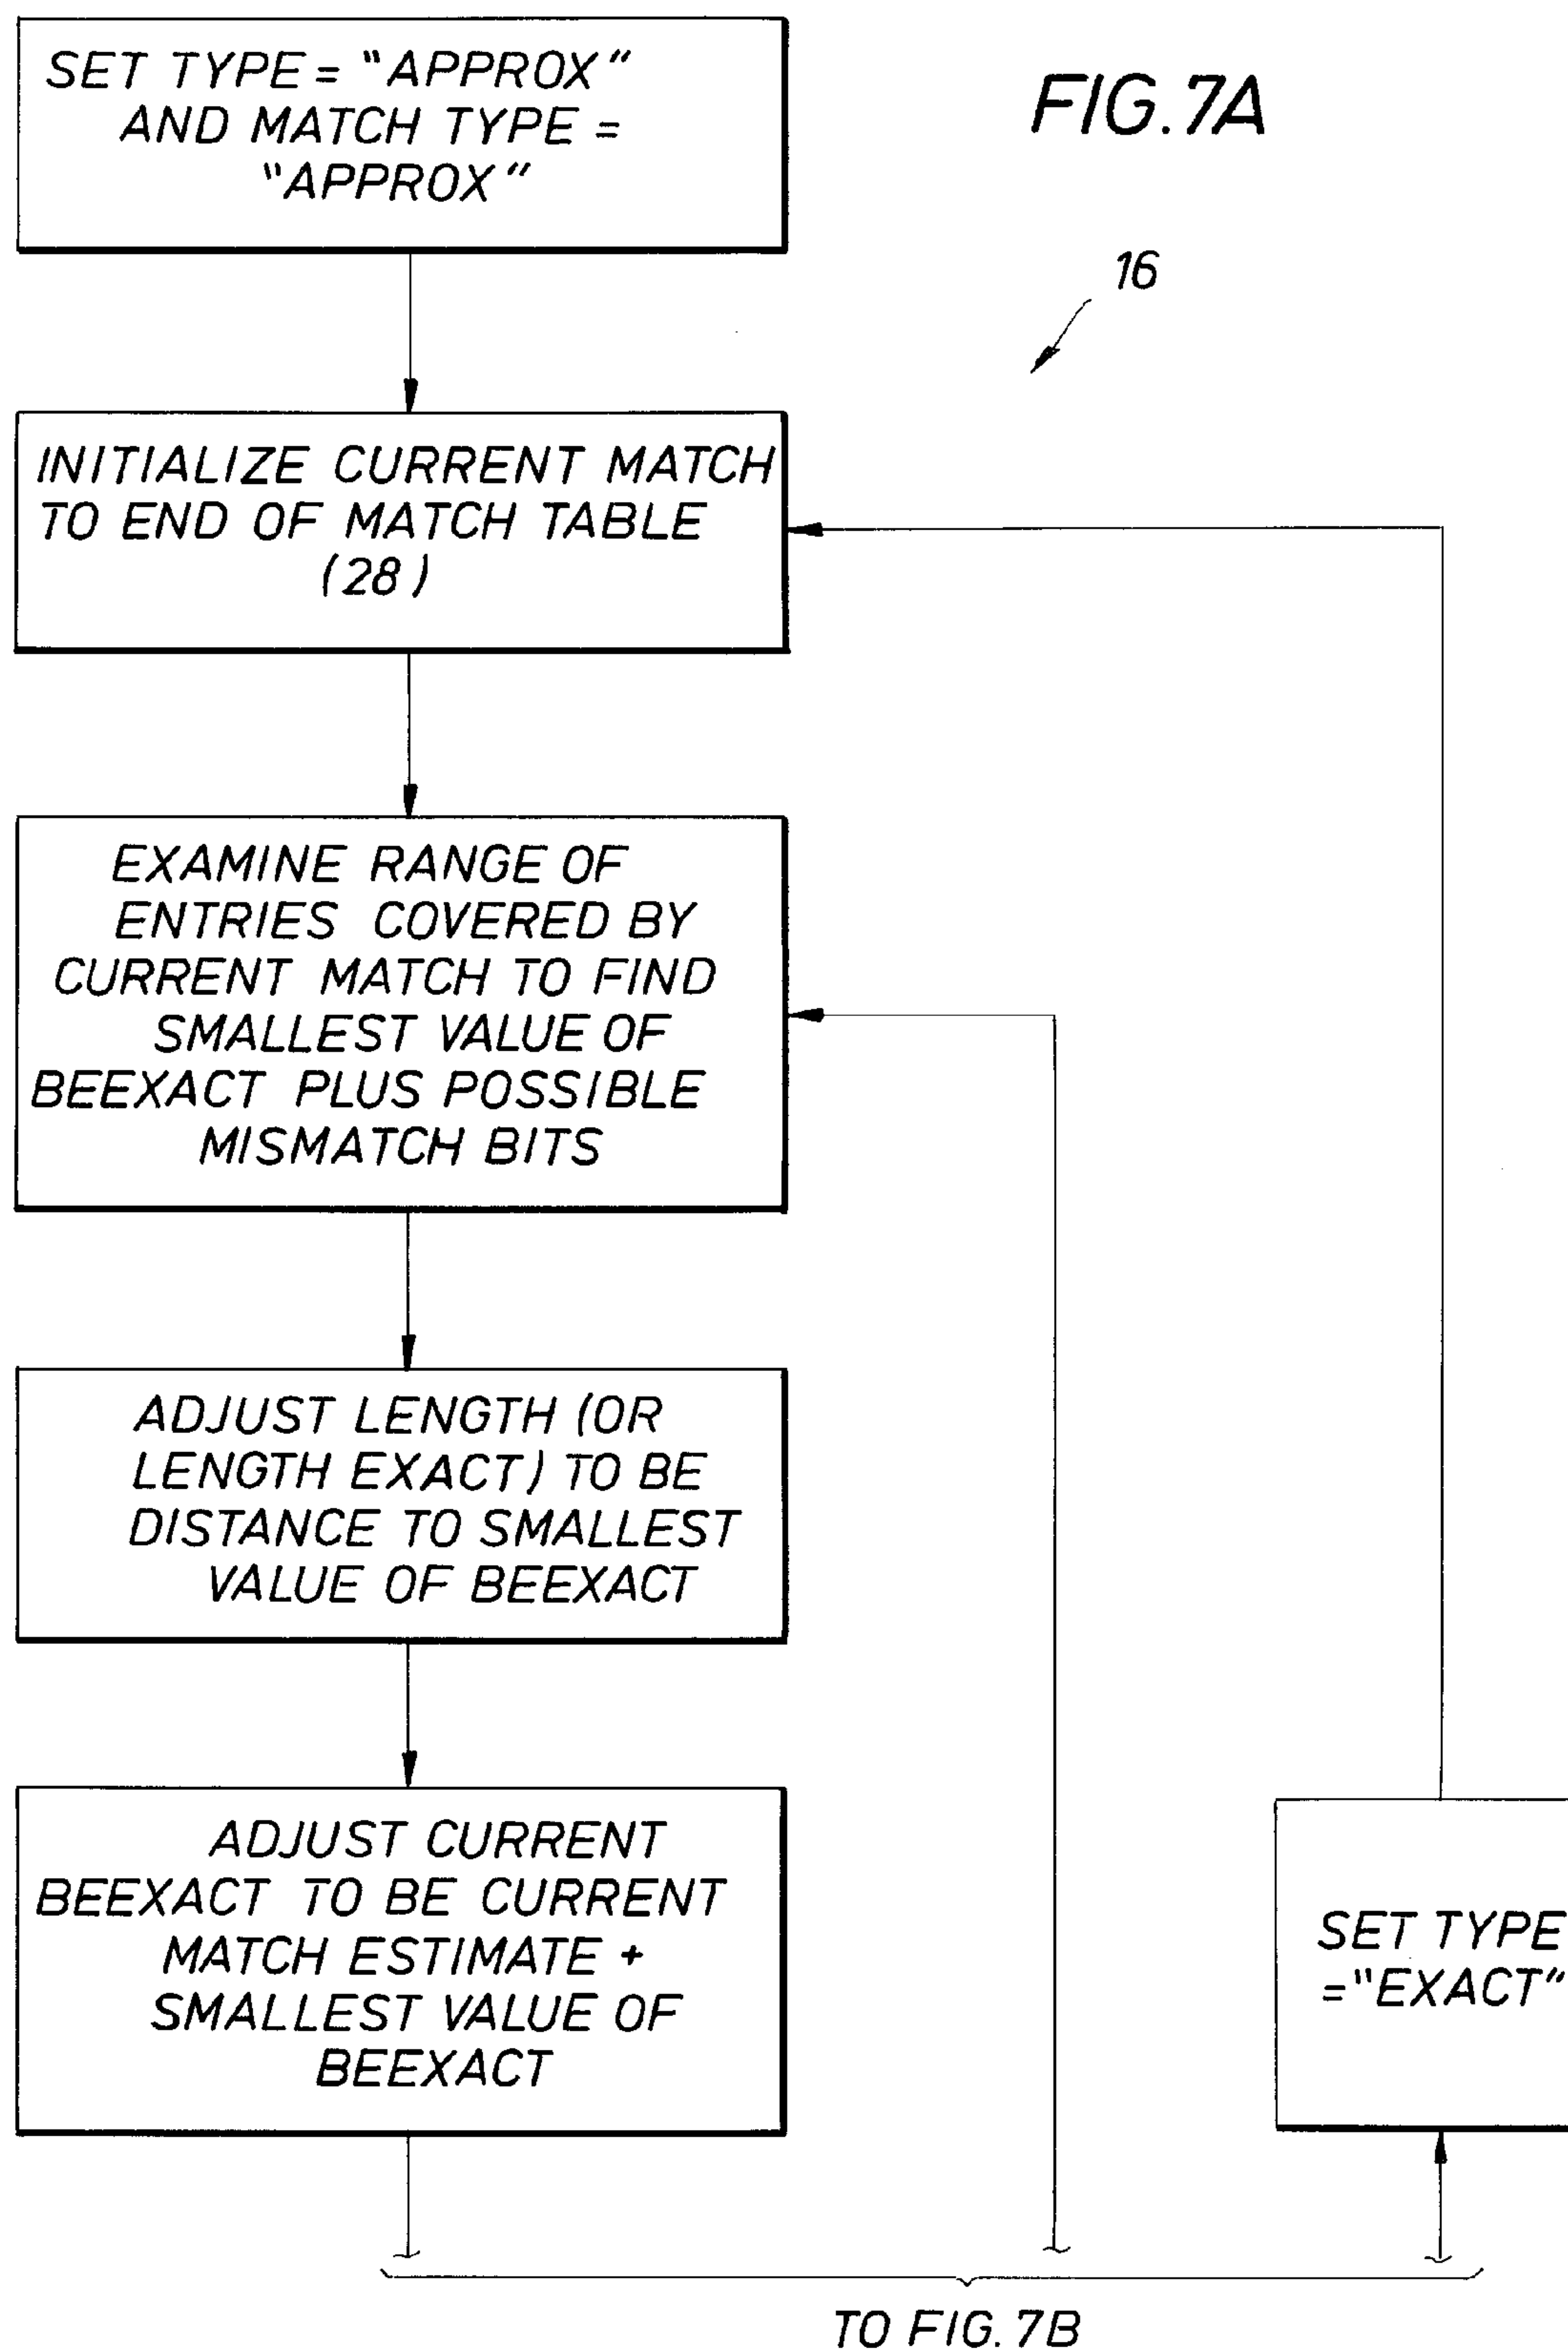 FIG. 7A
16
SET TYPE = "APPROX"
AND MATCH TYPE =
"APPROX"
INITIALIZE CURRENT MATCH
TO END OF MATCH TABLE
(28)
EXAMINE RANGE OF
ENTRIES COVERED BY
CURRENT MATCH TO FIND
SMALLEST VALUE OF
BEEXACT PLUS POSSIBLE
MISMATCH BITS
ADJUST LENGTH (OR
LENGTH EXACT) TO BE
DISTANCE TO SMALLEST
VALUE OF BEEXACT
ADJUST CURRENT
BEEXACT TO BE CURRENT
MATCH ESTIMATE +
SMALLEST VALUE OF
BEEXACT
SET TYPE
="EXACT"
TO FIG. 7B